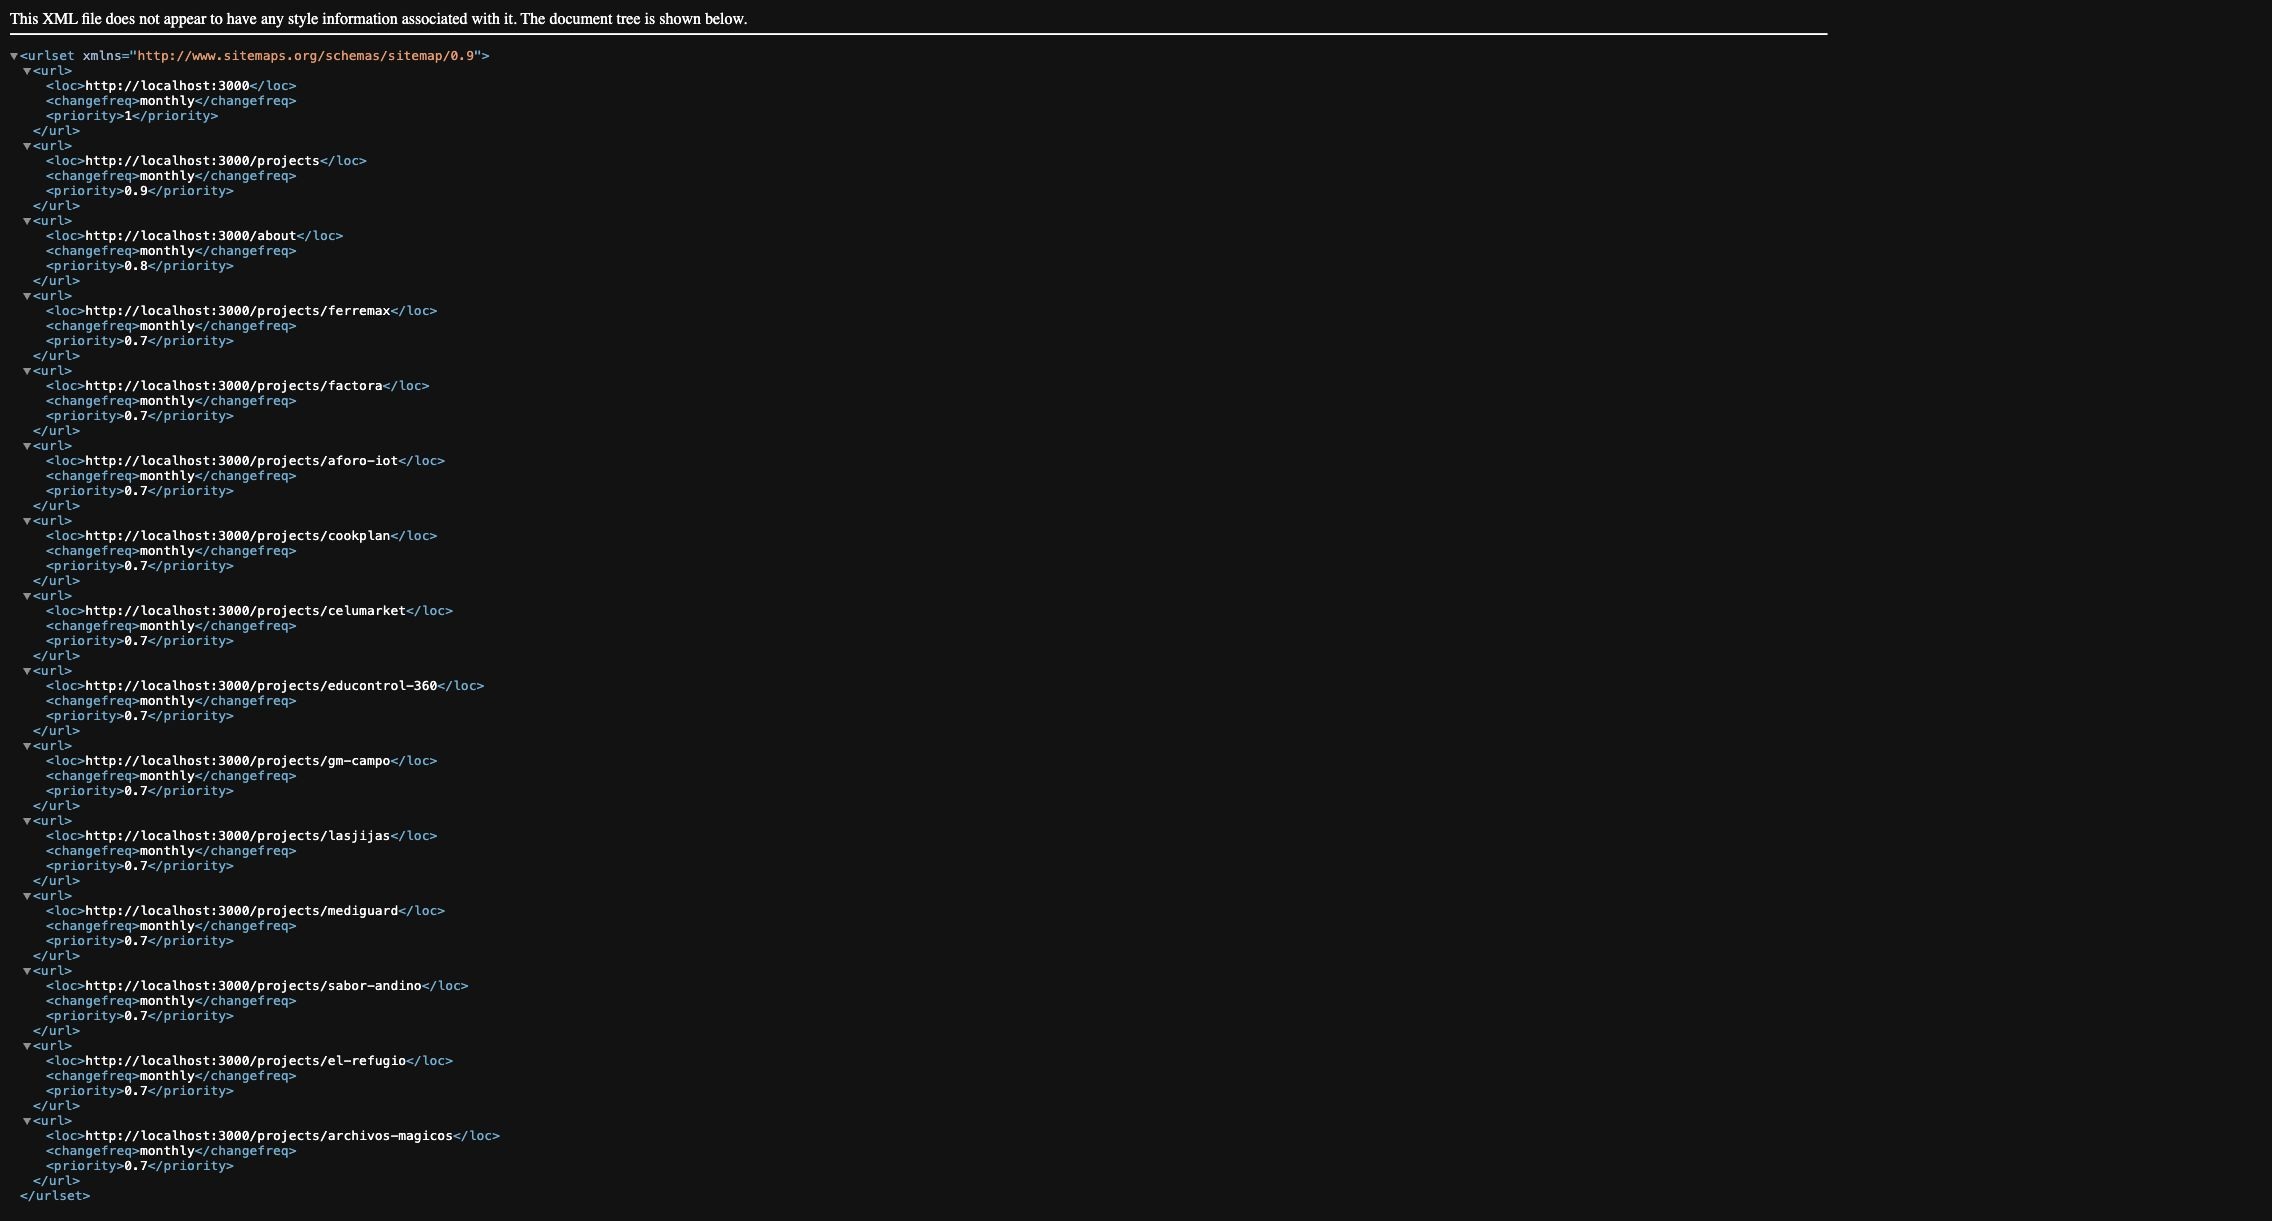 This XML file does not appear to have any style information associated with it. The document tree is shown below.
<urlset xmlns="http://www.sitemaps.org/schemas/sitemap/0.9">
<url>
<loc>http://localhost:3000</loc>
<changefreq>monthly</changefreq>
<priority>1</priority>
</url>
<url>
<loc>http://localhost:3000/projects</loc>
<changefreq>monthly</changefreq>
<priority>0.9</priority>
</url>
<url>
<loc>http://localhost:3000/about</loc>
<changefreq>monthly</changefreq>
<priority>0.8</priority>
</url>
<url>
<loc>http://localhost:3000/projects/ferremax</loc>
<changefreq>monthly</changefreq>
<priority>0.7</priority>
</url>
<url>
<loc>http://localhost:3000/projects/factora</loc>
<changefreq>monthly</changefreq>
<priority>0.7</priority>
</url>
<url>
<loc>http://localhost:3000/projects/aforo-iot</loc>
<changefreq>monthly</changefreq>
<priority>0.7</priority>
</url>
<url>
<loc>http://localhost:3000/projects/cookplan</loc>
<changefreq>monthly</changefreq>
<priority>0.7</priority>
</url>
<url>
<loc>http://localhost:3000/projects/celumarket</loc>
<changefreq>monthly</changefreq>
<priority>0.7</priority>
</url>
<url>
<loc>http://localhost:3000/projects/educontrol-360</loc>
<changefreq>monthly</changefreq>
<priority>0.7</priority>
</url>
<url>
<loc>http://localhost:3000/projects/gm-campo</loc>
<changefreq>monthly</changefreq>
<priority>0.7</priority>
</url>
<url>
<loc>http://localhost:3000/projects/lasjijas</loc>
<changefreq>monthly</changefreq>
<priority>0.7</priority>
</url>
<url>
<loc>http://localhost:3000/projects/mediguard</loc>
<changefreq>monthly</changefreq>
<priority>0.7</priority>
</url>
<url>
<loc>http://localhost:3000/projects/sabor-andino</loc>
<changefreq>monthly</changefreq>
<priority>0.7</priority>
</url>
<url>
<loc>http://localhost:3000/projects/el-refugio</loc>
<changefreq>monthly</changefreq>
<priority>0.7</priority>
</url>
<url>
<loc>http://localhost:3000/projects/archivos-magicos</loc>
<changefreq>monthly</changefreq>
<priority>0.7</priority>
</url>
</urlset>